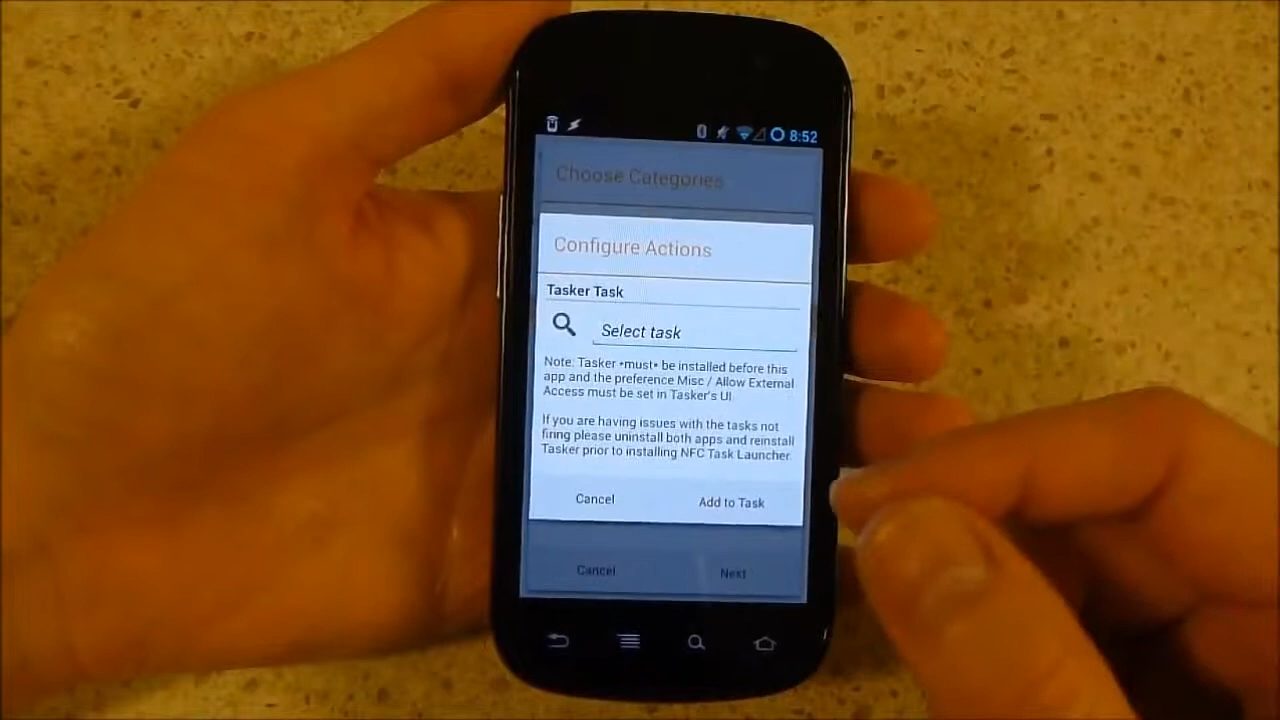 8:52
Choose Categories
Configure Actions
Tasker Task
Select task
Note: Tasker *must* be installed before this
app and the preference Misc / Allow External
Access must be set in Tasker's UI
If you are having issues with the tasks not
firing please uninstall both apps and reinstall
Tasker prior to installing NFC Task Launcher.
Cancel Add to Task
Cancel Next